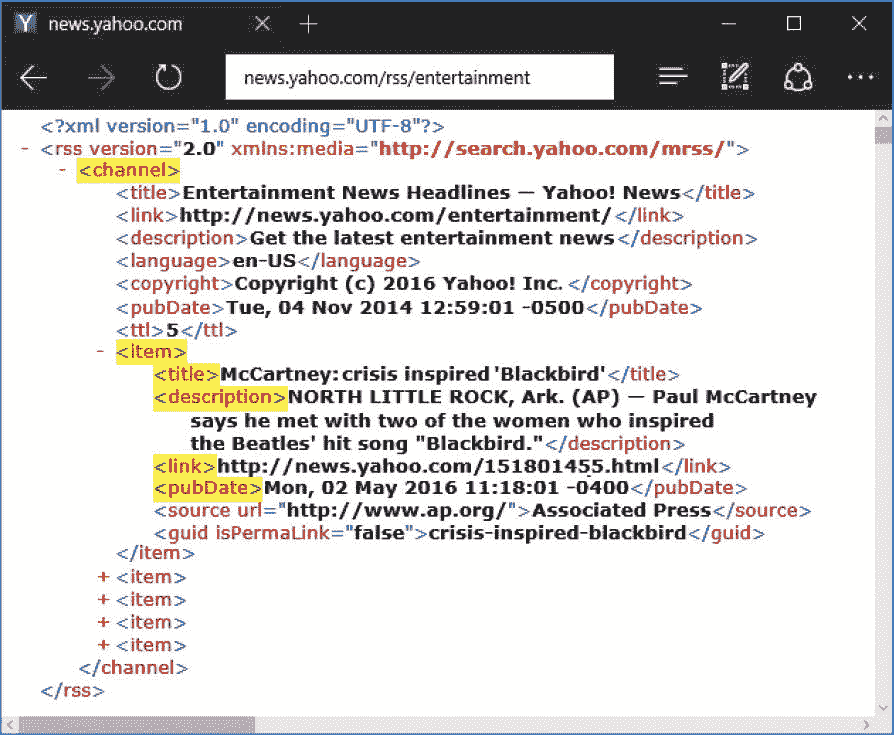 Y news.yahoo.com
news.yahoo.com/rss/entertainment
<?xml version="1.0" encoding="UTF-8"?>
- <rss version="2.0" xmlns:media="http://search.yahoo.com/mrss/">
- <channel>
<title>Entertainment News Headlines — Yahoo! News</title>
<link>http://news.yahoo.com/entertainment/</link>
<description>Get the latest entertainment news</description>
<language>en-US</language>
<copyright>Copyright (c) 2016 Yahoo! Inc. </copyright>
<pubDate>Tue, 04 Nov 2014 12:59:01 -0500</pubDate>
<ttl>5</ttl>
- <item>
<title>McCartney: crisis inspired 'Blackbird'</title>
<description>NORTH LITTLE ROCK, Ark. (AP) — Paul McCartney
says he met with two of the women who inspired
the Beatles' hit song "Blackbird."</description>
<link>http://news.yahoo.com/151801455.html</link>
<pubDate>Mon, 02 May 2016 11:18:01 -0400</pubDate>
<source url="http://www.ap.org/">Associated Press</source>
<guid isPermaLink="false">crisis-inspired-blackbird</guid>
</item>
+ <item>
+ <item>
+ <item>
+ <item>
</channel>
</rss>